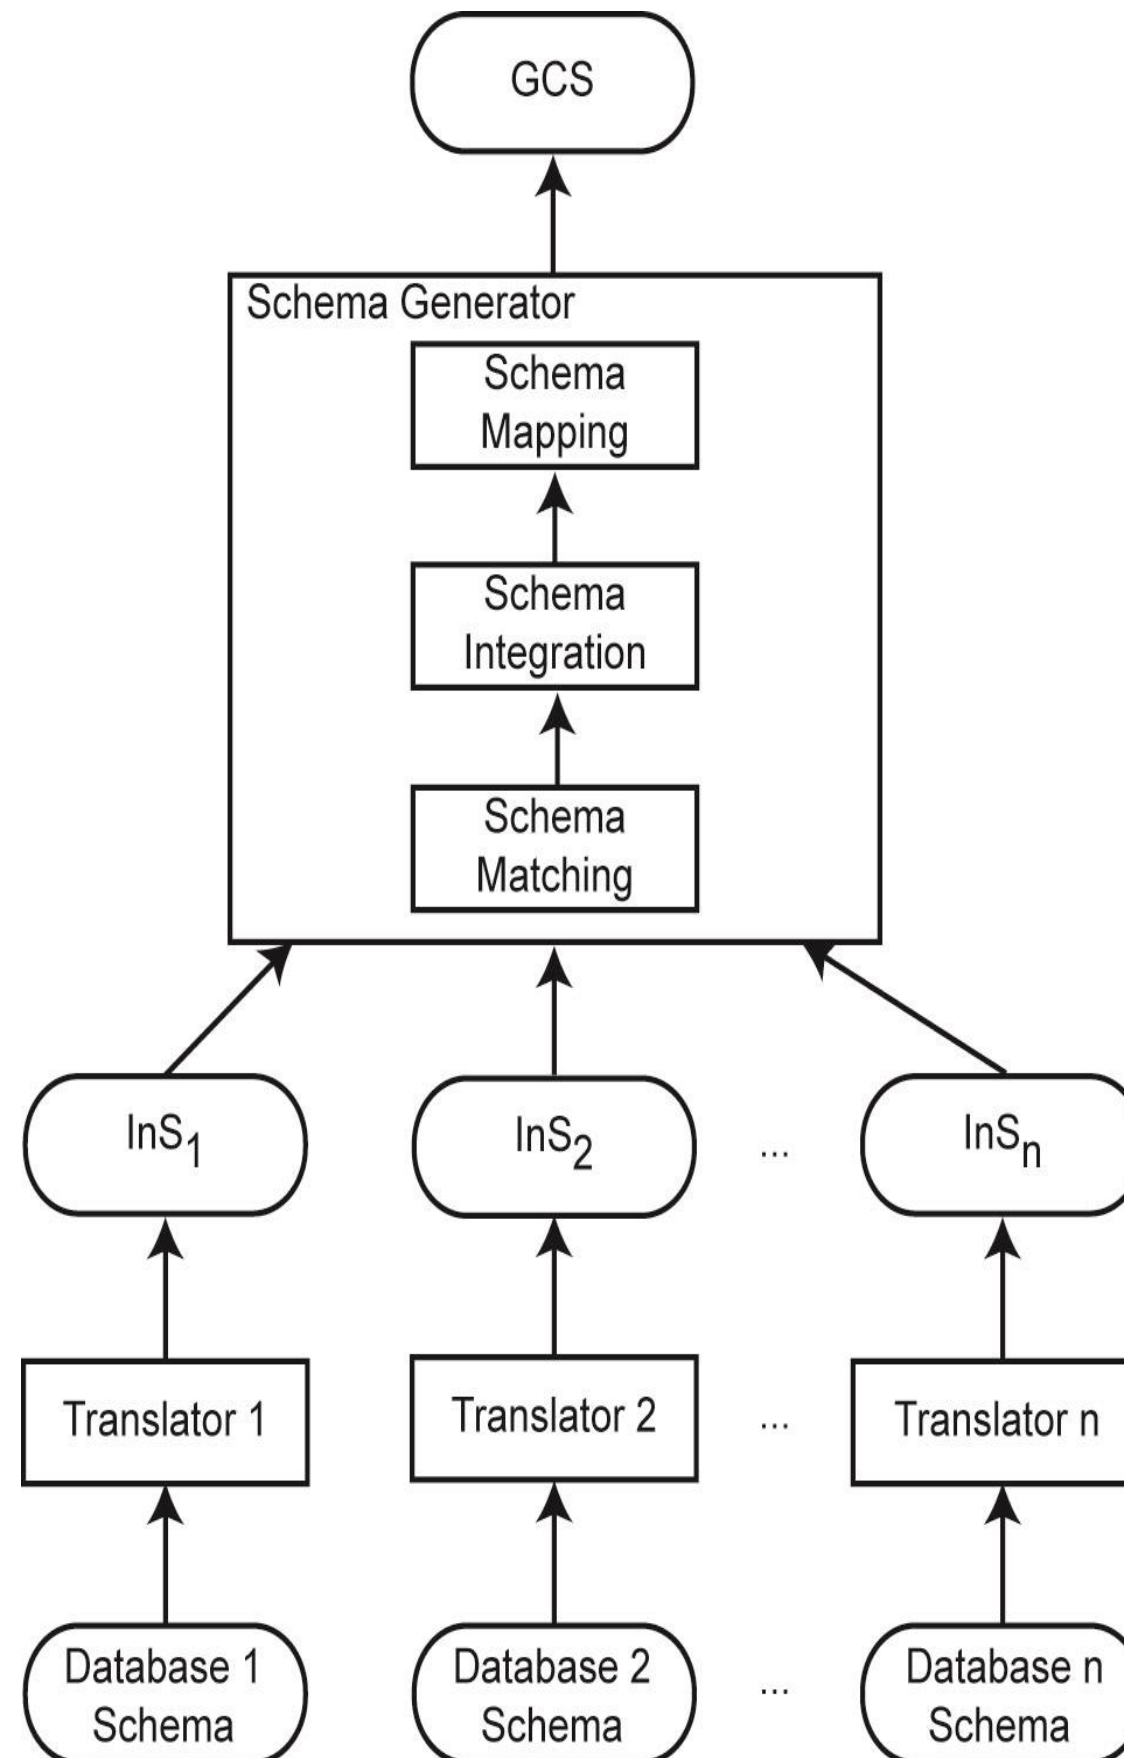 GCS
Schema Generator
Schema
Mapping
Schema
Integration
Schema
Matching
InS₁
InS₂
...
InSₙ
Translator 1
Translator 2
...
Translator n
Database 1
Schema
Database 2
Schema
...
Database n
Schema